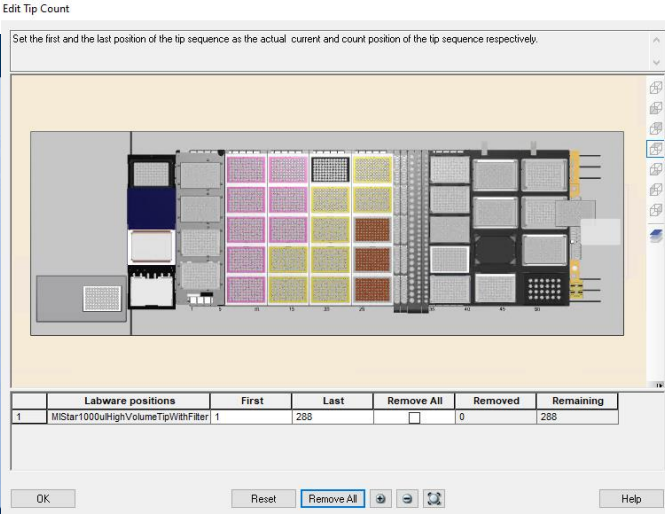 Edit Tip Count
Set the first and the last position of the tip sequence as the actual current and count position of the tip sequence respectively.
Labware positions First Last Remove All Removed Remaining
1 MlStar1000ulHighVolumeTipWithFilter 1 288 0 288
OK Reset Remove All Help